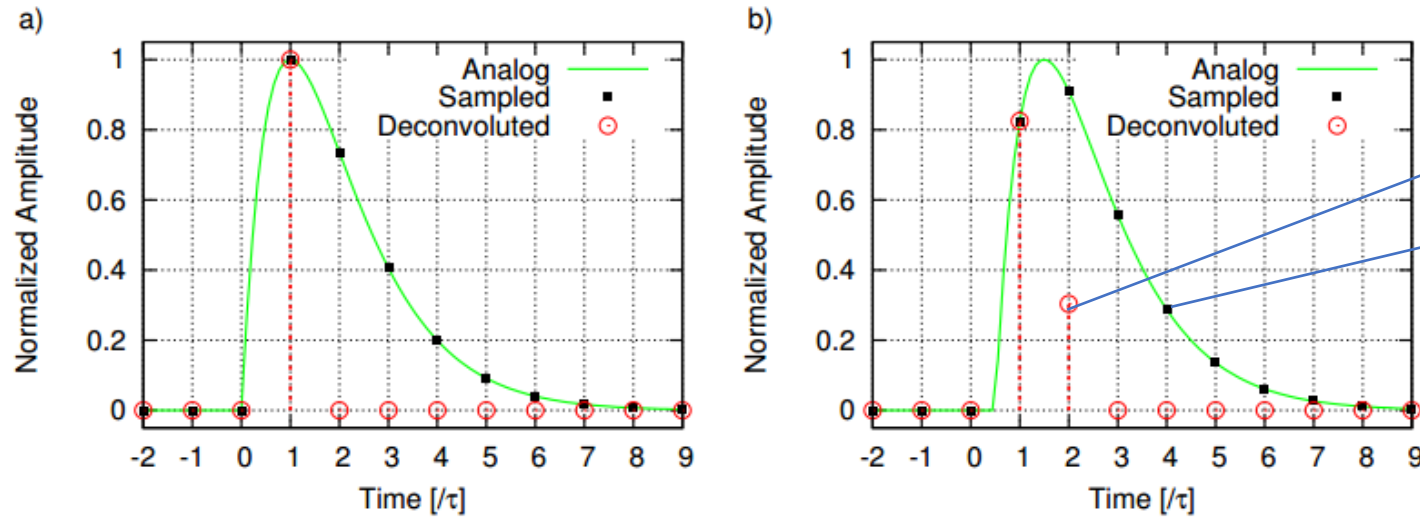 a)
Normalized Amplitude
1
0.8
0.6
0.4
0.2
0
Analog
Sampled
Deconvoluted
-2 -1 0 1 2 3 4 5 6 7 8 9
Time [/τ]
b)
Normalized Amplitude
1
0.8
0.6
0.4
0.2
0
Analog
Sampled
Deconvoluted
-2 -1 0 1 2 3 4 5 6 7 8 9
Time [/τ]